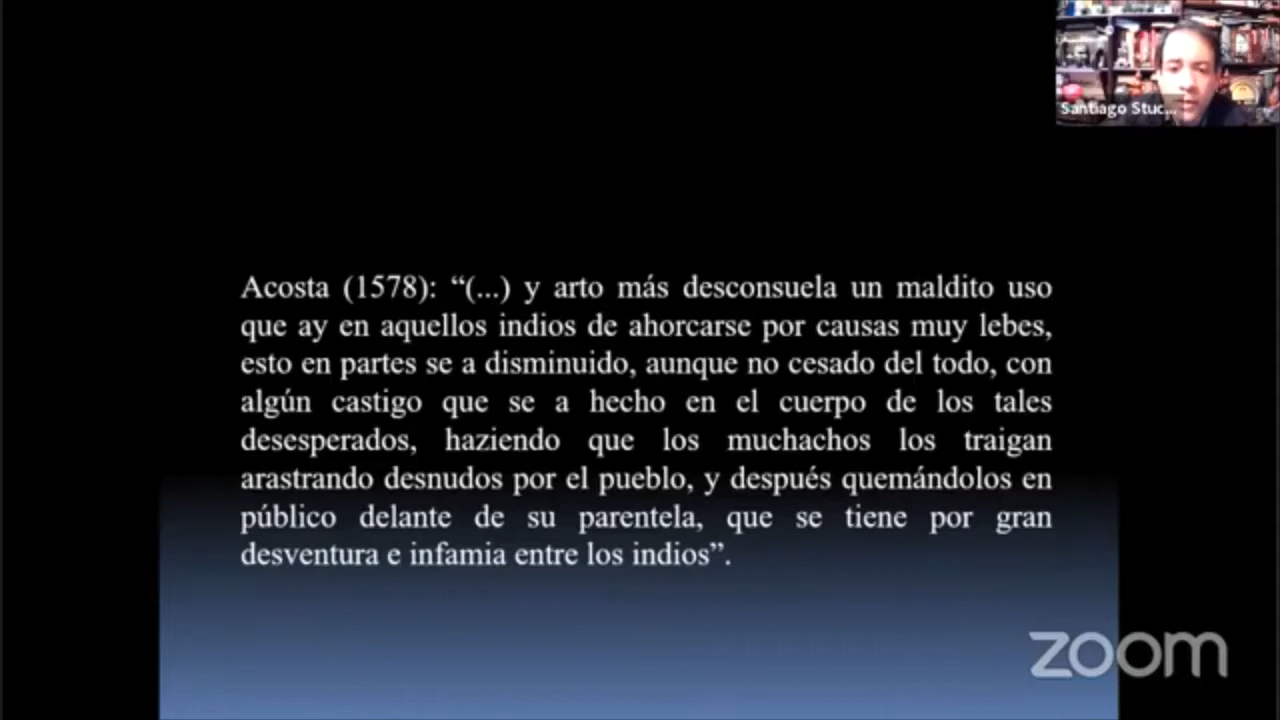 Santiago Stuc...
Acosta (1578): “(...) y arto más desconsuela un maldito uso
que ay en aquellos indios de ahorcarse por causas muy lebes,
esto en partes se a disminuido, aunque no cesado del todo, con
algún castigo que se a hecho en el cuerpo de los tales
desesperados, haziendo que los muchachos los traigan
arastrando desnudos por el pueblo, y después quemándolos en
público delante de su parentela, que se tiene por gran
desventura e infamia entre los indios”.
zoom